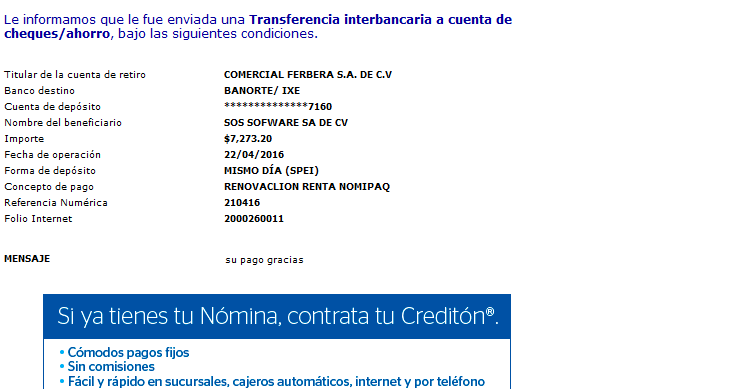 Le informamos que le fue enviada una Transferencia interbancaria a cuenta de
cheques/ahorro, bajo las siguientes condiciones.
Titular de la cuenta de retiro COMERCIAL FERBERA S.A. DE C.V
Banco destino BANORTE/ IXE
Cuenta de depósito **************7160
Nombre del beneficiario SOS SOFWARE SA DE CV
Importe $7,273.20
Fecha de operación 22/04/2016
Forma de depósito MISMO DÍA (SPEI)
Concepto de pago RENOVACLION RENTA NOMIPAQ
Referencia Numérica 210416
Folio Internet 2000260011
MENSAJE su pago gracias
Si ya tienes tu Nómina, contrata tu Creditón®.
• Cómodos pagos fijos
• Sin comisiones
• Fácil y rápido en sucursales, cajeros automáticos, internet y por teléfono